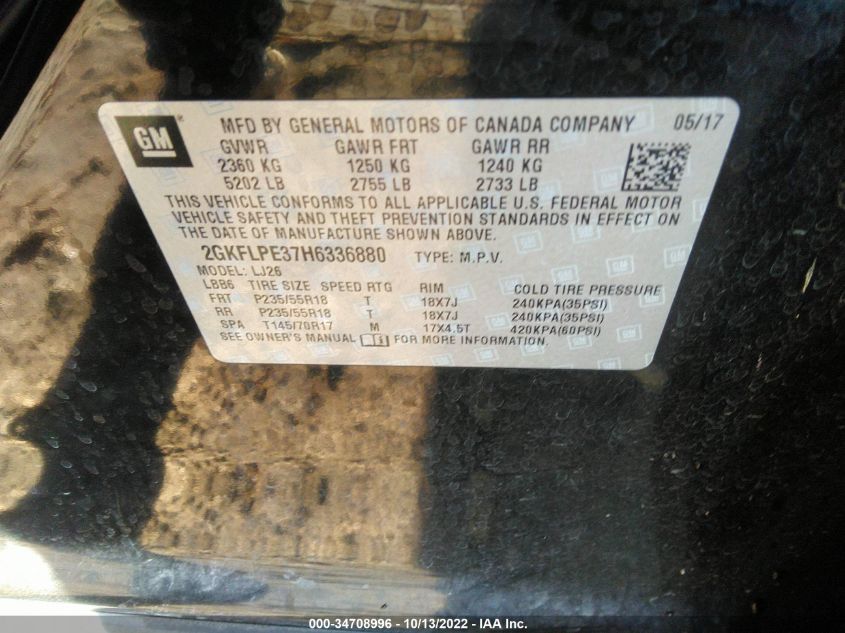 GM ®
MFD BY GENERAL MOTORS OF CANADA COMPANY 05/17
GVWR GAWR FRT GAWR RR
2360 KG 1250 KG 1240 KG
5202 LB 2755 LB 2733 LB
THIS VEHICLE CONFORMS TO ALL APPLICABLE U.S. FEDERAL MOTOR
VEHICLE SAFETY AND THEFT PREVENTION STANDARDS IN EFFECT ON
THE DATE OF MANUFACTURE SHOWN ABOVE.
2GKFLPE37H6336880 TYPE: M.P.V.
MODEL: LJ26
LBB6 TIRE SIZE SPEED RTG RIM COLD TIRE PRESSURE
FRT P235/55R18 T 18X7J 240KPA(35PSI)
RR P235/55R18 T 18X7J 240KPA(35PSI)
SPA T145/70R17 M 17X4.5T 420KPA(60PSI)
SEE OWNER'S MANUAL FOR MORE INFORMATION.
000-34708996 - 10/13/2022 - IAA Inc.